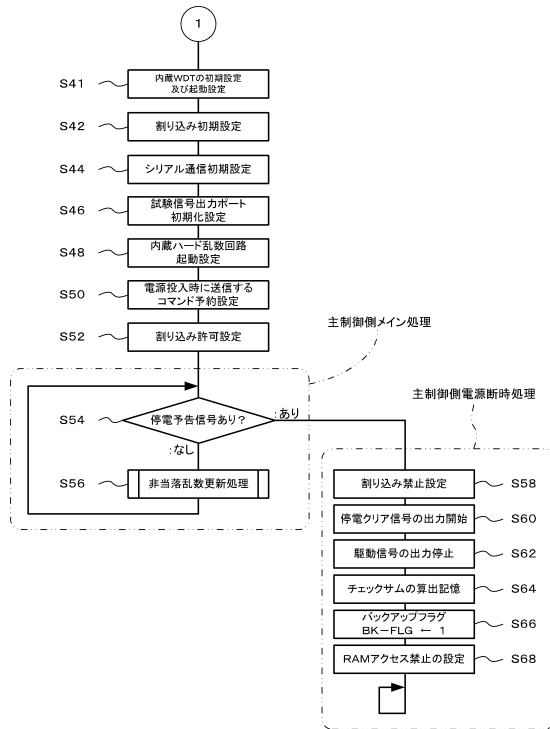 1
S41
内蔵WDTの初期設定
及び起動設定
S42
割り込み初期設定
S44
シリアル通信初期設定
S46
試験信号出力ポート
初期化設定
S48
内蔵ハード乱数回路
起動設定
S50
電源投入時に送信する
コマンド予約設定
S52
割り込み許可設定
主制御側メイン処理
主制御側電源断時処理
S54
停電予告信号あり?
:あり
:なし
S56
非当落乱数更新処理
割り込み禁止設定
S58
停電クリア信号の出力開始
S60
駆動信号の出力停止
S62
チェックサムの算出記憶
S64
バックアップフラグ
BK-FLG ← 1
S66
RAMアクセス禁止の設定
S68